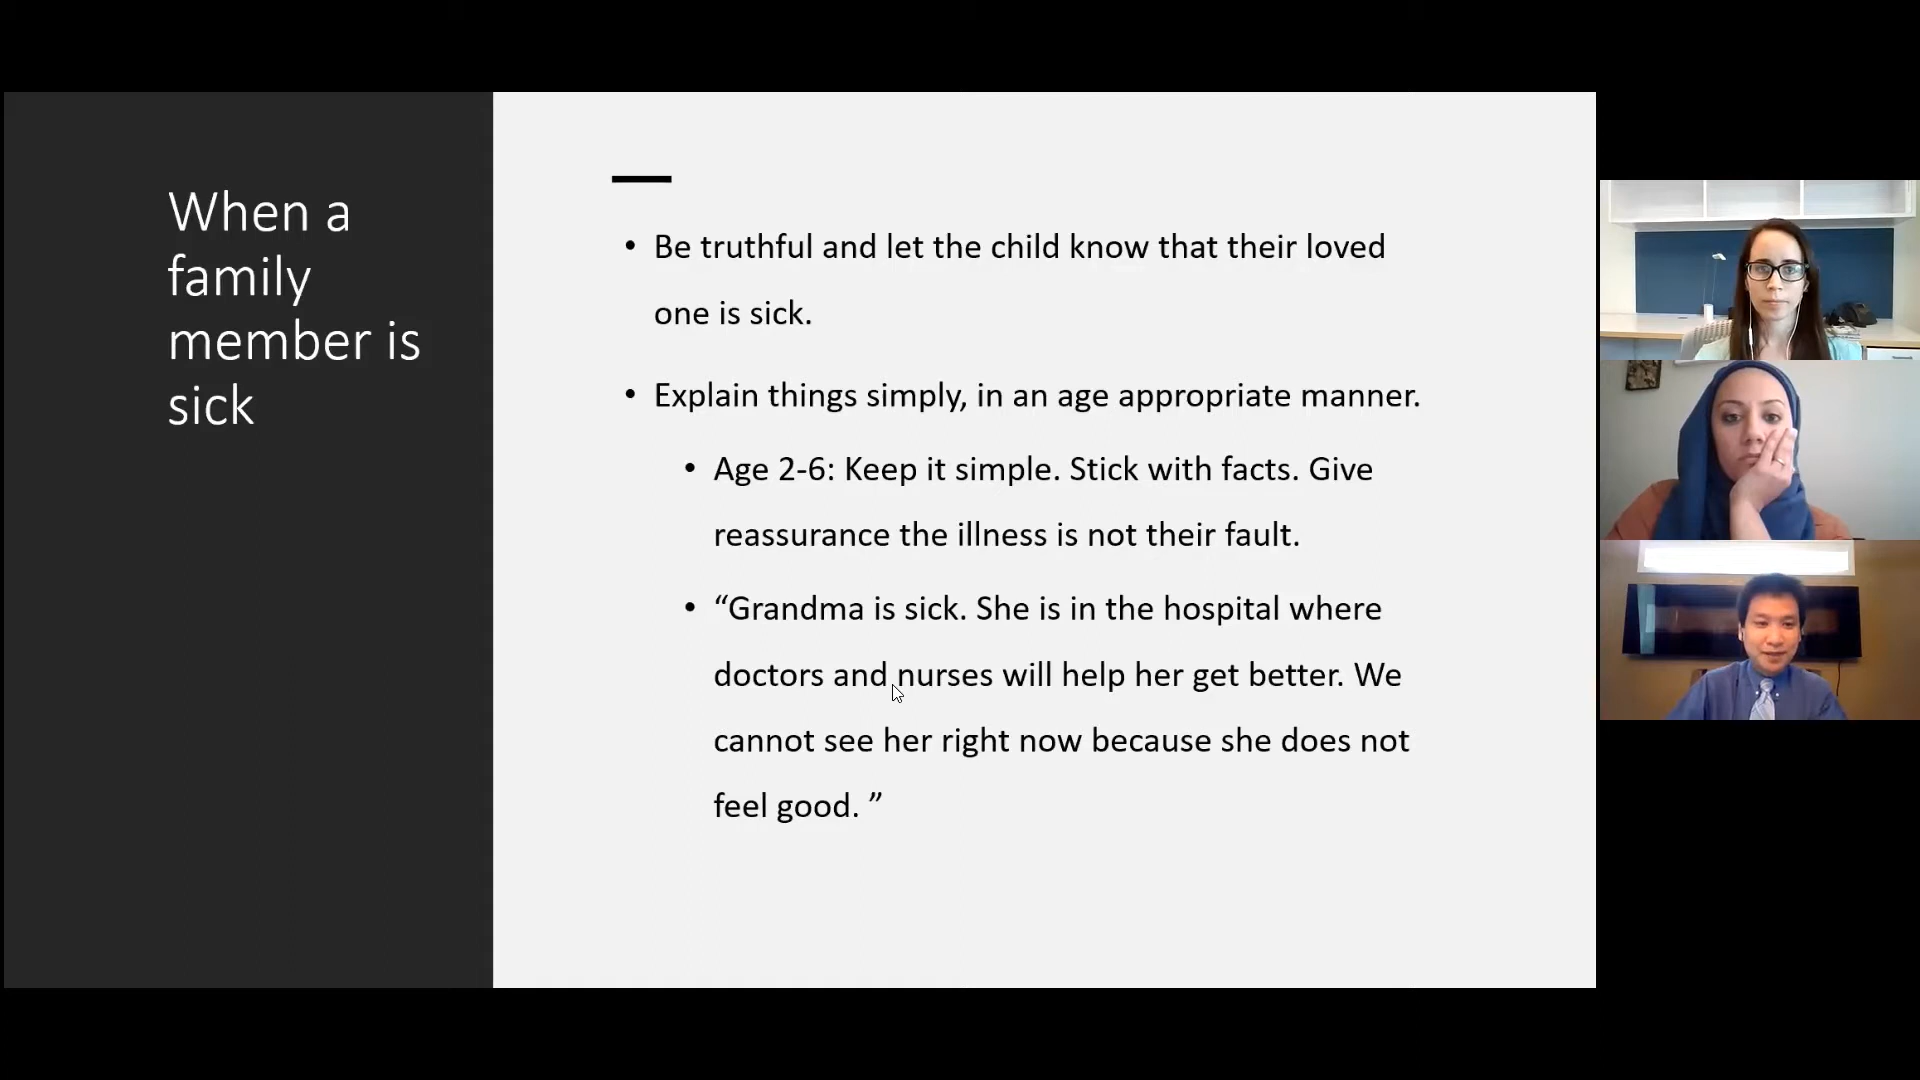 When a
family
member is
sick
• Be truthful and let the child know that their loved
one is sick.
• Explain things simply, in an age appropriate manner.
• Age 2-6: Keep it simple. Stick with facts. Give
reassurance the illness is not their fault.
• “Grandma is sick. She is in the hospital where
doctors and nurses will help her get better. We
cannot see her right now because she does not
feel good. ”